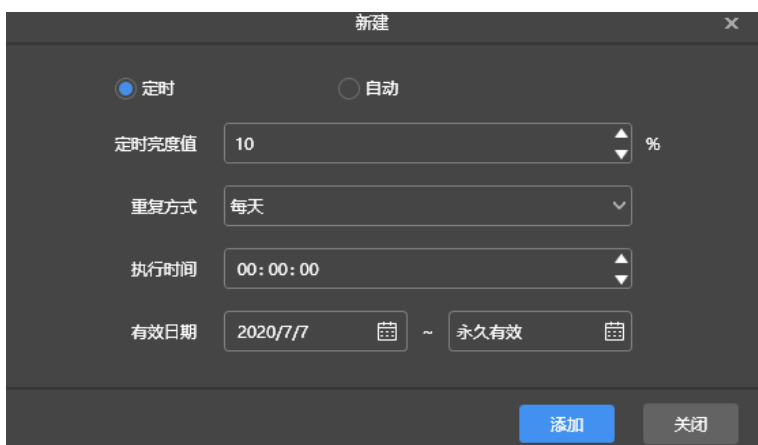 新建
定时 自动
定时亮度值 10 %
重复方式 每天
执行时间 00:00:00
有效日期 2020/7/7 ~ 永久有效
添加 关闭